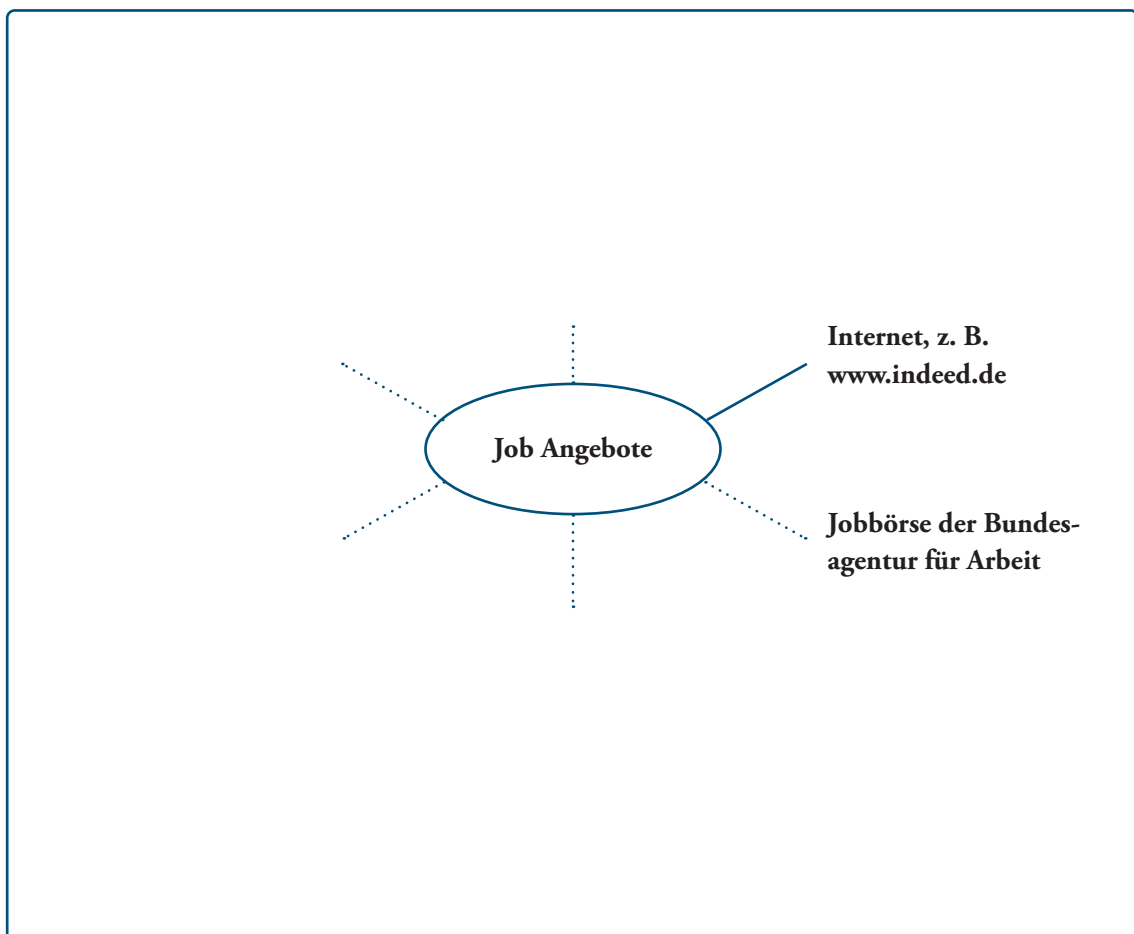 Internet, z. B.
www.indeed.de
Job Angebote
Jobbörse der Bundes-
agentur für Arbeit